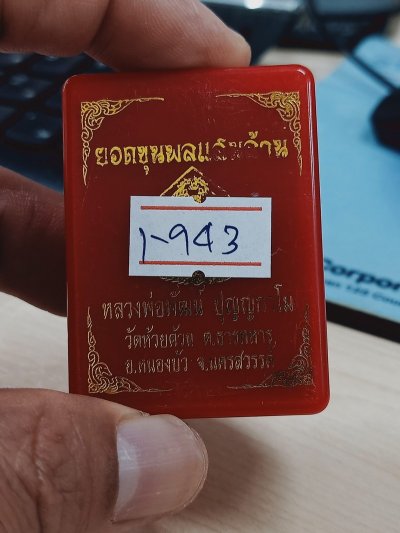 ยอดขุนพลแสนล้าน
1-943
หลวงพ่อพัฒน์ ปุญญกาโม
วัดห้วยด้วน ต.ธารทหาร
อ.หนองบัว จ.นครสวรรค์
Corpor